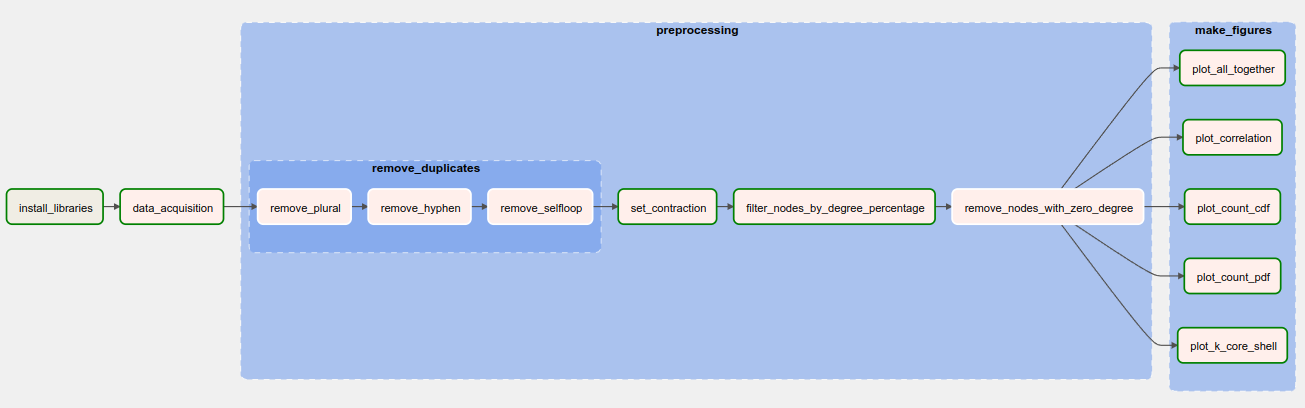 preprocessing
make_figures
remove_duplicates
install_libraries
data_acquisition
remove_plural
remove_hyphen
remove_selfloop
set_contraction
filter_nodes_by_degree_percentage
remove_nodes_with_zero_degree
plot_all_together
plot_correlation
plot_count_cdf
plot_count_pdf
plot_k_core_shell